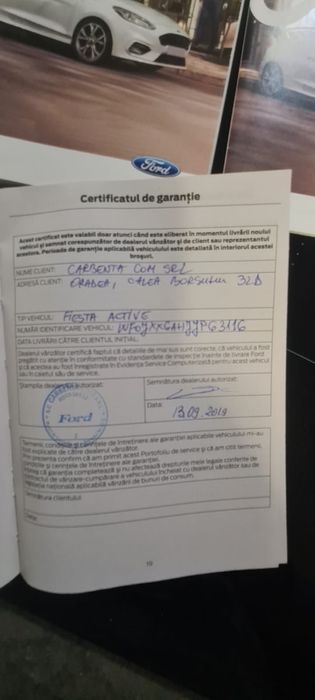 Ford
Certificatul de garanție
Acest certificat este valabil doar atunci când este eliberat în momentul livrării noului
vehicul și semnat corespunzător de dealerul vânzător și de client sau reprezentantul
acestora. Perioada de garanție aplicabilă vehiculului este detaliată în interiorul acestei
broșuri.
NUME CLIENT: CARBENTA COM SRL
ADRESĂ CLIENT: ORADEA, CALEA BORSULUI 32D
TIP VEHICUL: FIESTA ACTIVE
NUMĂR IDENTIFICARE VEHICUL: WF0JXXGAHJJPG3116
DATA LIVRĂRII CĂTRE CLIENTUL INIȚIAL:
Dealerul vânzător certifică faptul că detaliile de mai sus sunt corecte, că vehiculul a fost
pregătit cu atenție în conformitate cu standardele de inspecție înainte de livrare Ford
și că acestea au fost înregistrate în Evidența Service Computerizată pentru acest vehicul
sau în caietul său de service.
Ștampila dealerului autorizat:
Semnătura dealerului autorizat:
Ford
Data: 13.09.2019
Termenii, condițiile și cerințele de întreținere ale garanției aplicabile vehiculului mi-au
fost explicate de către dealerul vânzător.
Prin prezenta confirm că am primit acest Portofoliu de service și că am citit termenii,
condițiile și cerințele de întreținere ale garanției.
Înțeleg că garanția completează și nu afectează drepturile mele legale conferite de
contractul de vânzare-cumpărare a vehiculului încheiat cu dealerul vânzător sau de
legislația națională aplicabilă vânzării de bunuri de consum.
Semnătura clientului:
Data:
19